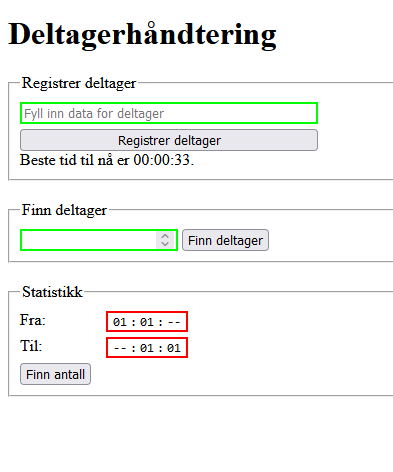 Deltagerhåndtering
Registrer deltager
Fyll inn data for deltager
Registrer deltager
Beste tid til nå er 00:00:33.
Finn deltager
Finn deltager
Statistikk
Fra: 01:01:--
Til: --:01:01
Finn antall